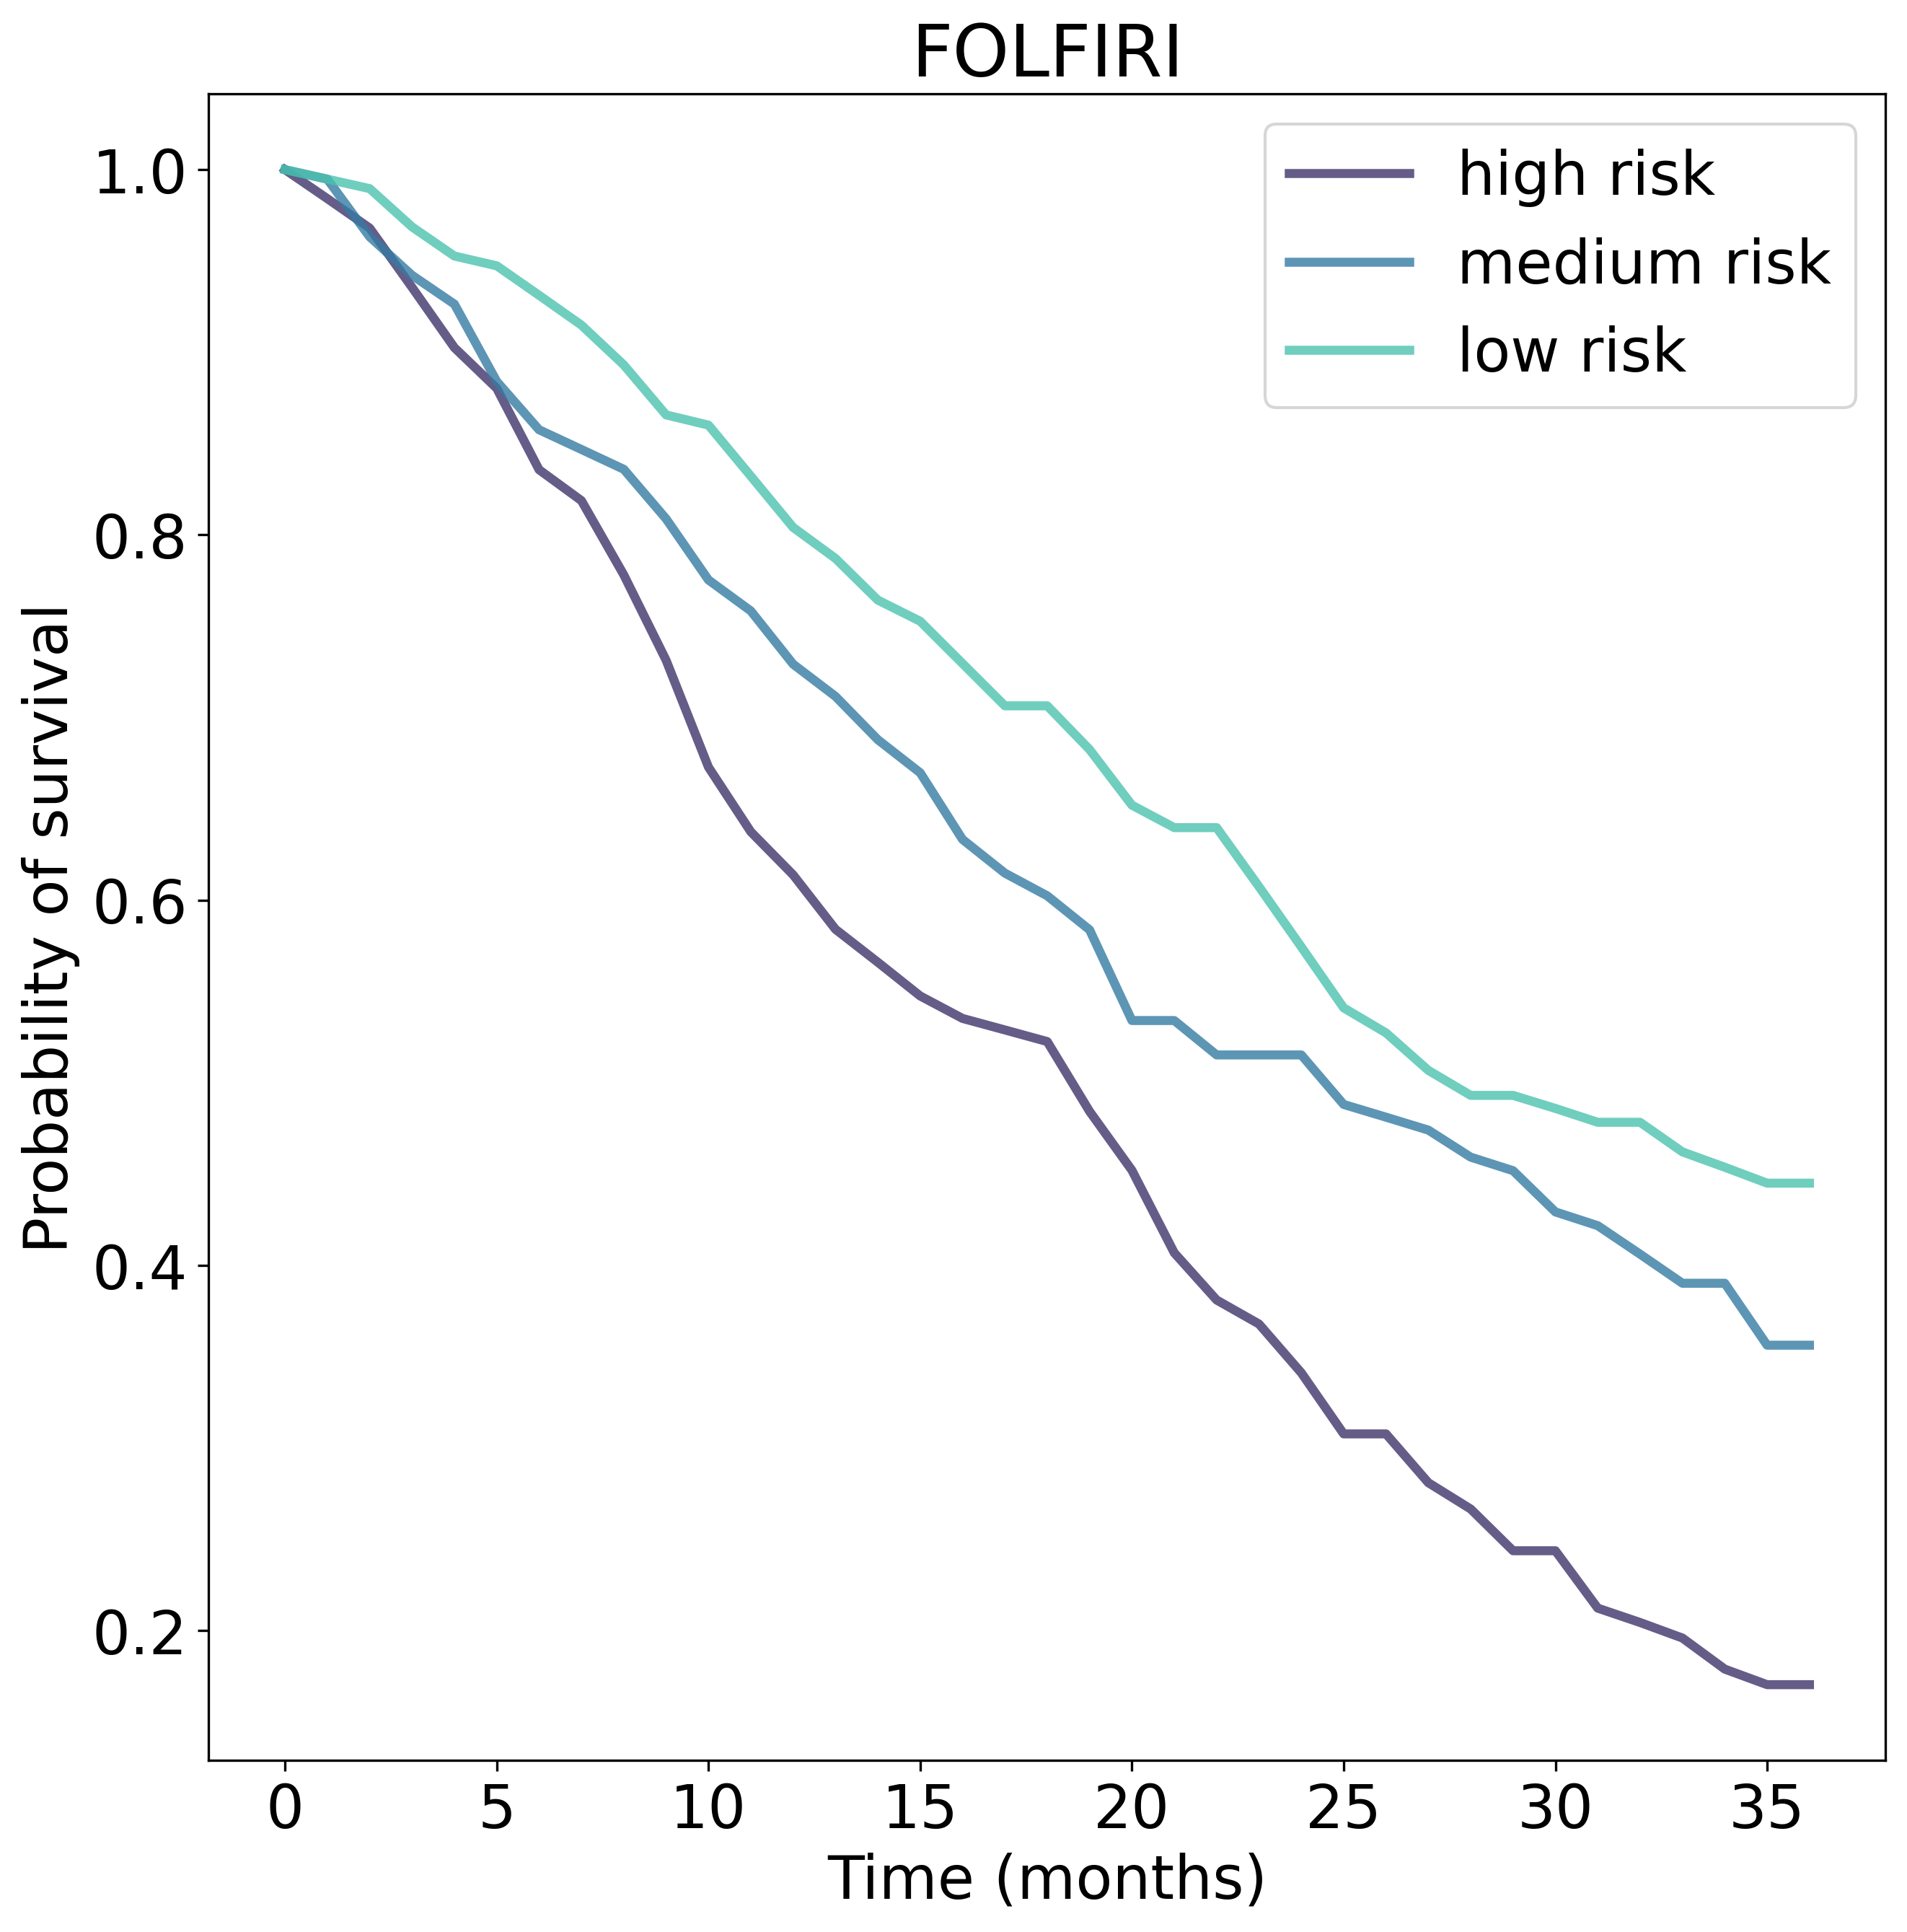 FOLFIRI
high risk
medium risk
low risk
Probability of survival
1.0
0.8
0.6
0.4
0.2
0 5 10 15 20 25 30 35
Time (months)